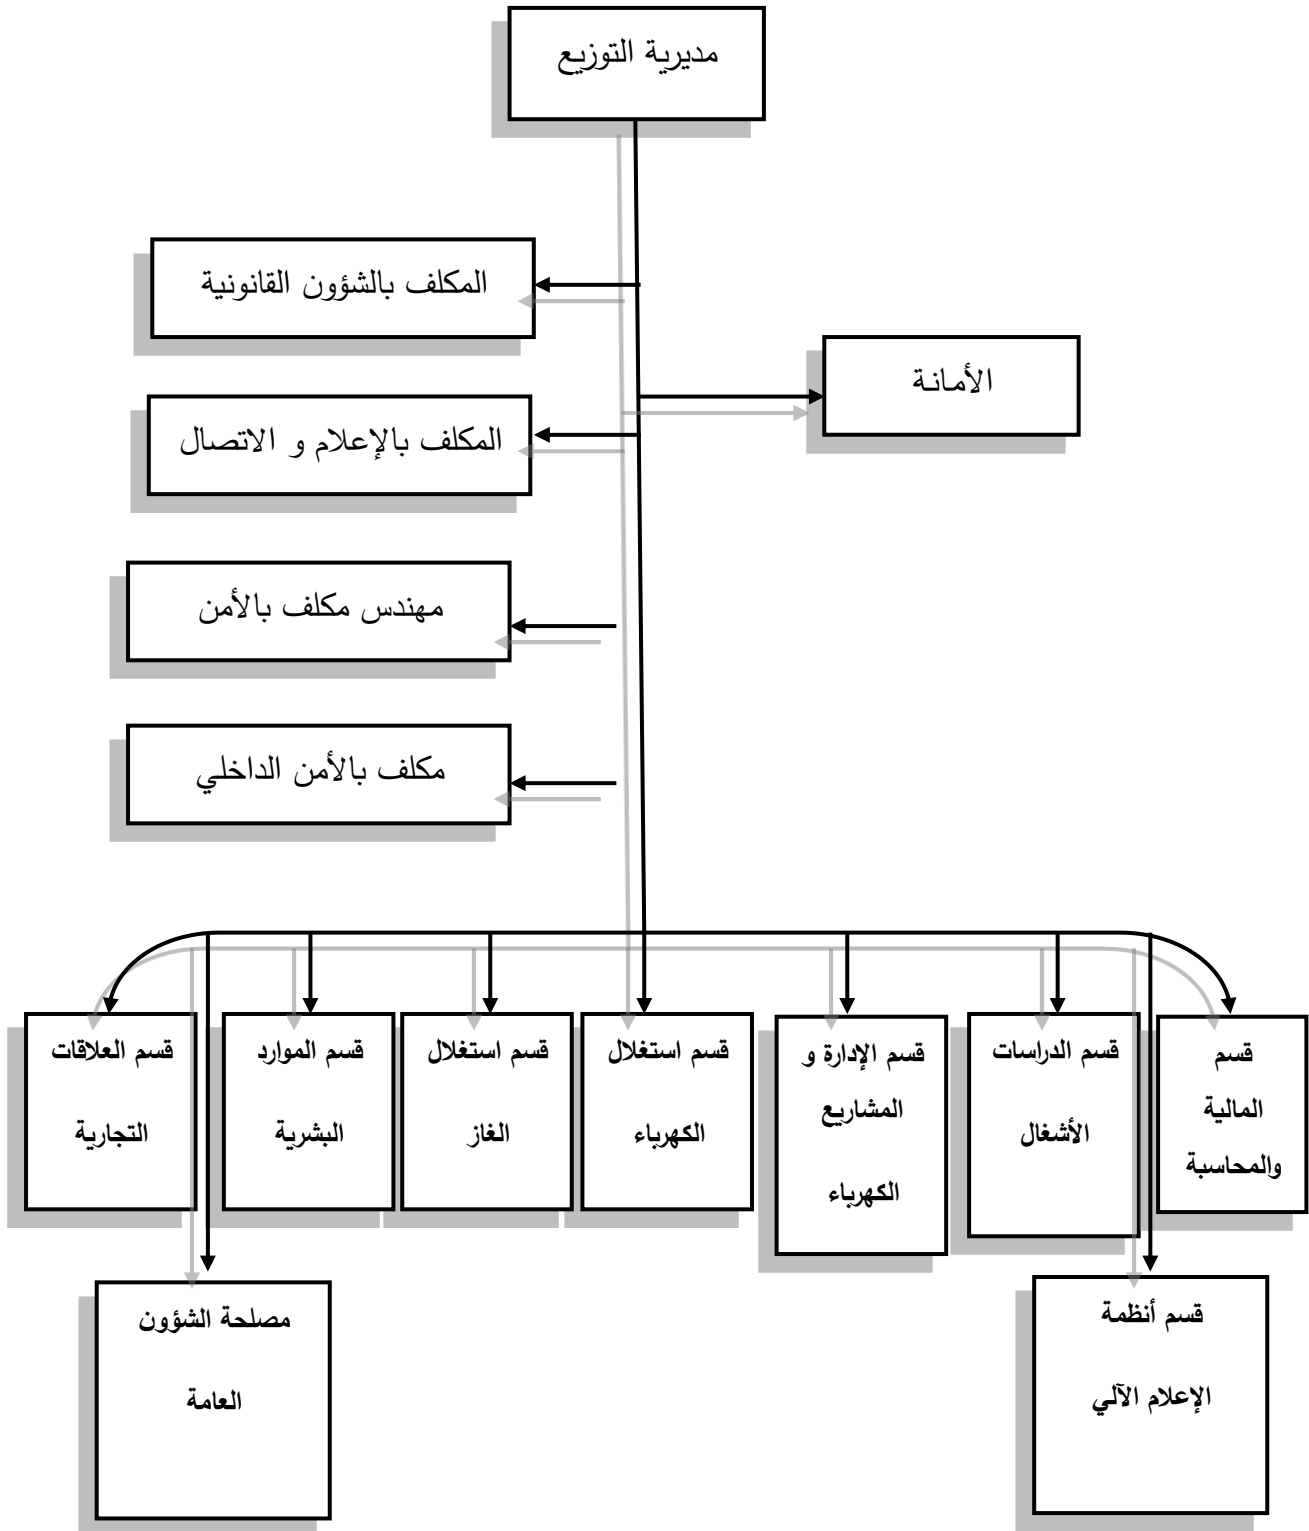 مديرية التوزيع
المكلف بالشؤون القانونية
الأمانة
المكلف بالإعلام و الاتصال
مهندس مكلف بالأمن
مكلف بالأمن الداخلي
قسم
المالية
والمحاسبة
قسم الدراسات
الأشغال
قسم الإدارة و
المشاريع
الكهرباء
قسم استغلال
الكهرباء
قسم استغلال
الغاز
قسم الموارد
البشرية
قسم العلاقات
التجارية
قسم أنظمة
الإعلام الآلي
مصلحة الشؤون
العامة